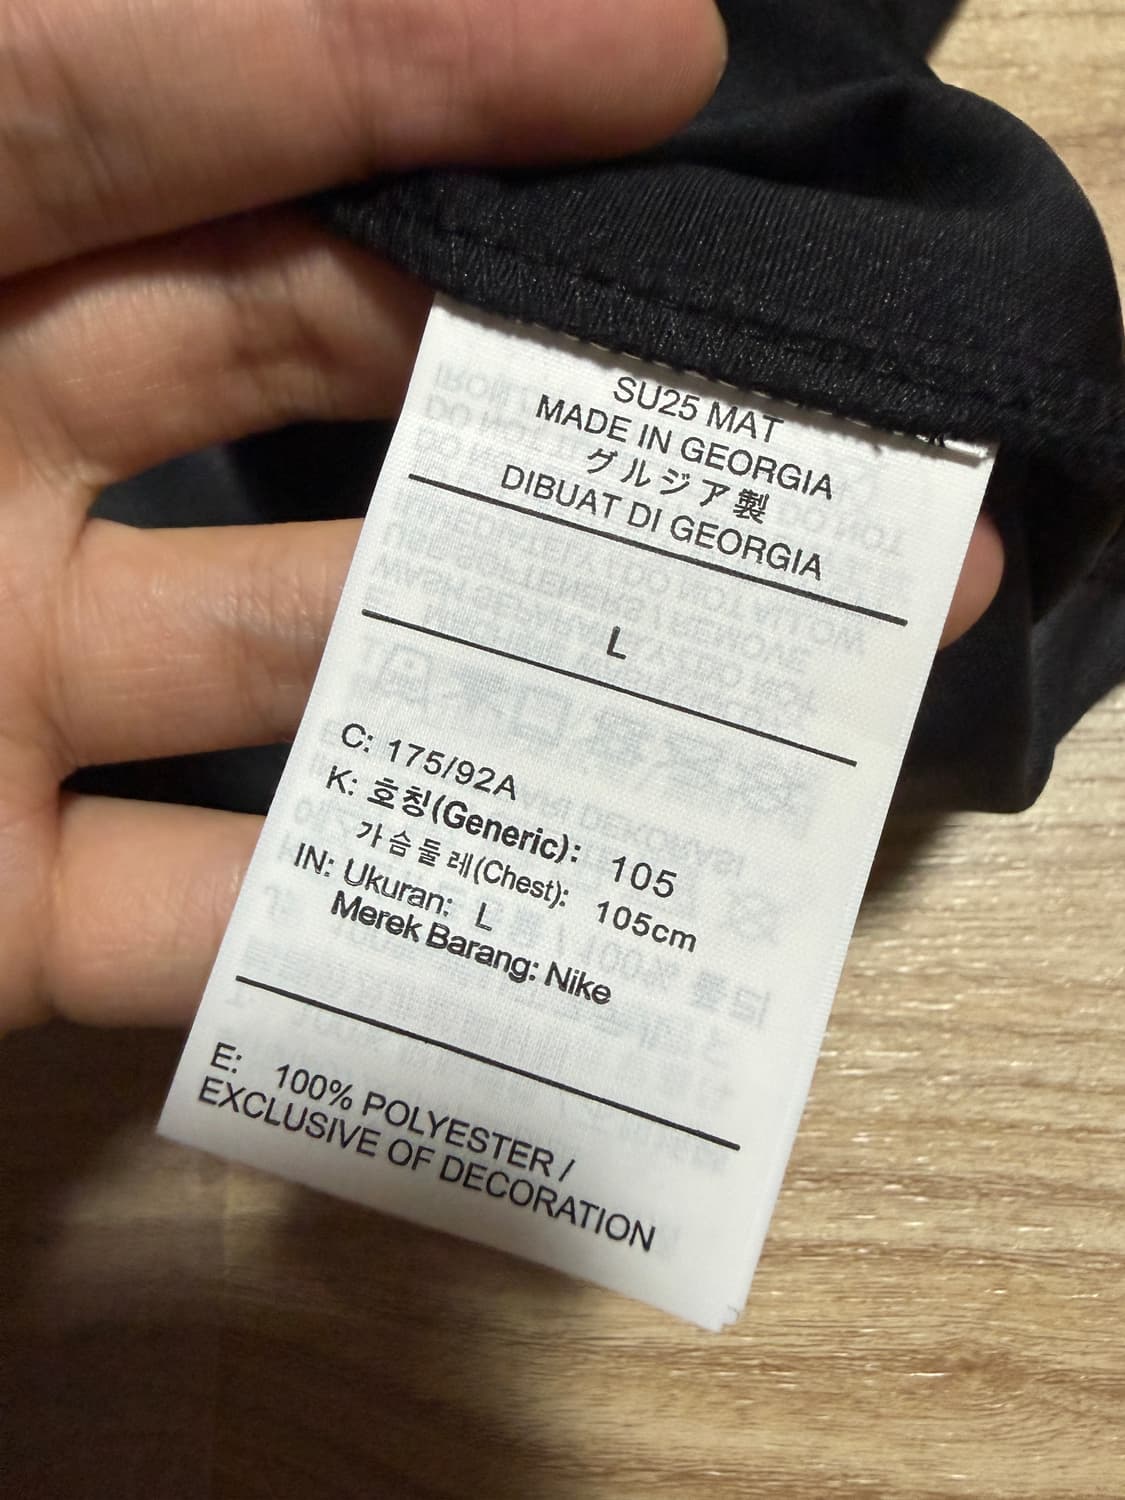 SU25 MAT
MADE IN GEORGIA
グルジア製
DIBUAT DI GEORGIA
L
C: 175/92A
K: 호칭(Generic): 105
가슴둘레(Chest): 105cm
IN: Ukuran: L
Merek Barang: Nike
E: 100% POLYESTER /
EXCLUSIVE OF DECORATION